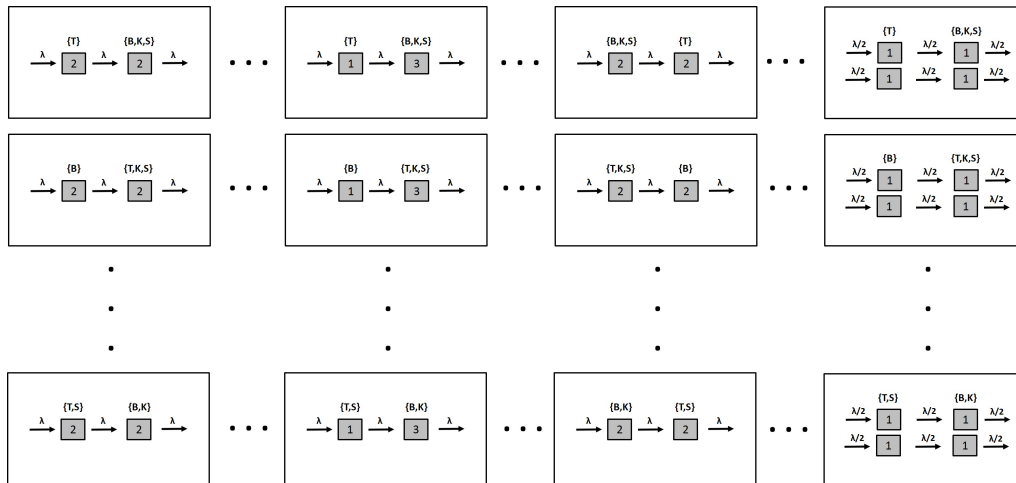 {T} {B,K,S} {T} {B,K,S} {B,K,S} {T} {T} {B,K,S}
λ 2 λ 2 λ λ 1 λ 3 λ λ 2 λ 2 λ λ/2 1 λ/2 1 λ/2
λ/2 1 λ/2 1 λ/2
{B} {T,K,S} {B} {T,K,S} {T,K,S} {B} {B} {T,K,S}
λ 2 λ 2 λ λ 1 λ 3 λ λ 2 λ 2 λ λ/2 1 λ/2 1 λ/2
λ/2 1 λ/2 1 λ/2
{T,S} {B,K} {T,S} {B,K} {B,K} {T,S} {T,S} {B,K}
λ 2 λ 2 λ λ 1 λ 3 λ λ 2 λ 2 λ λ/2 1 λ/2 1 λ/2
λ/2 1 λ/2 1 λ/2